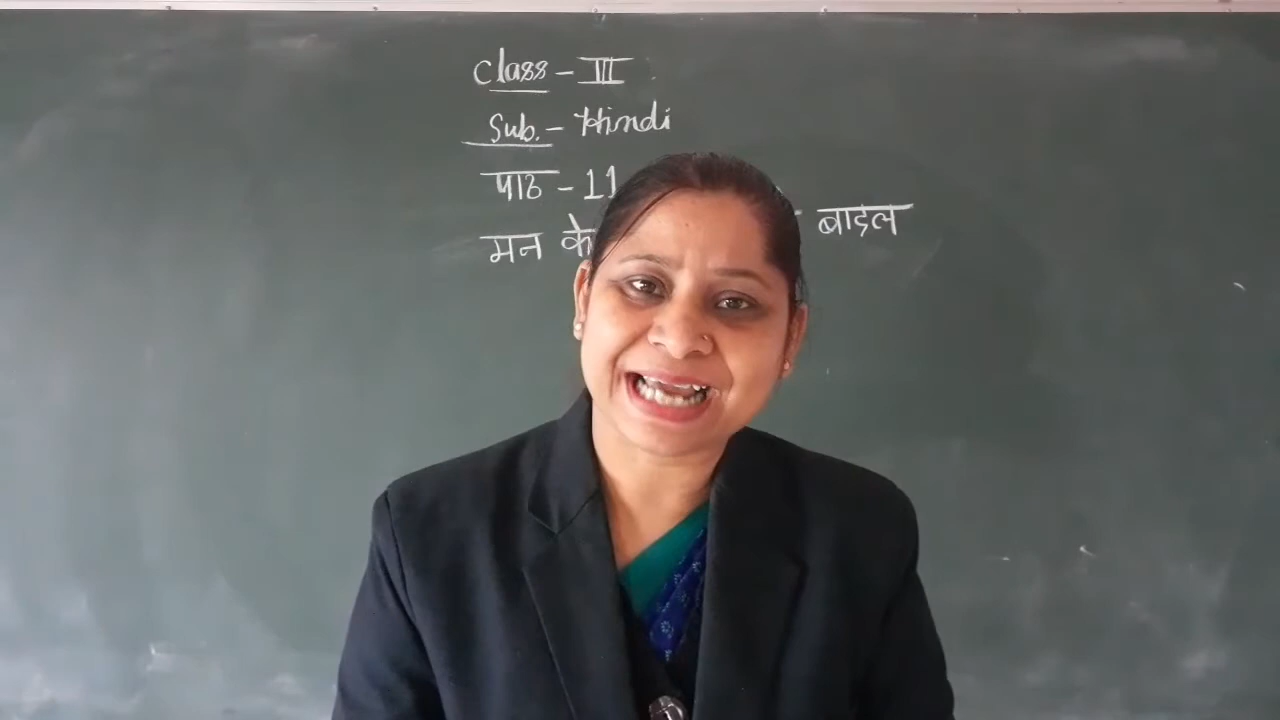 Class - III
Sub. - Hindi
पाठ - 11
मन के बादल